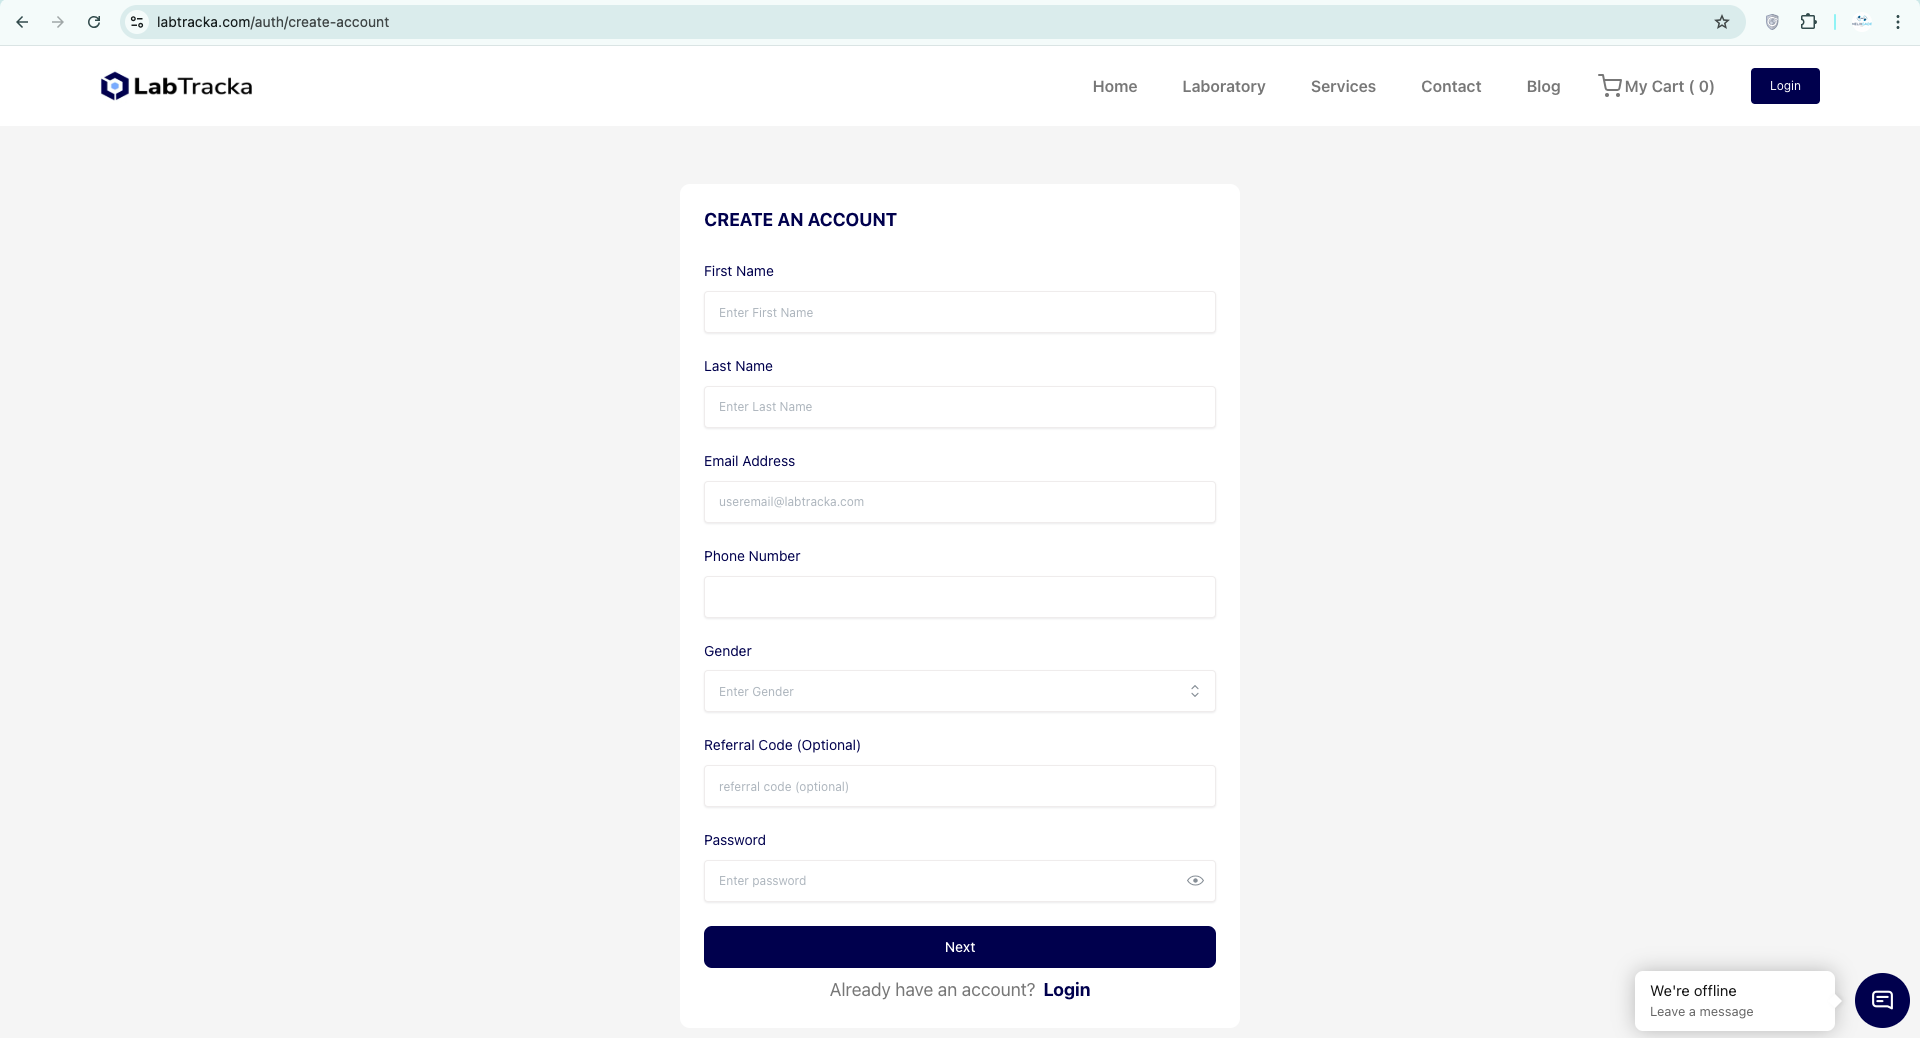 labtracka.com/auth/create-account
LabTracka
Home
Laboratory
Services
Contact
Blog
My Cart ( 0)
Login
CREATE AN ACCOUNT
First Name
Enter First Name
Last Name
Enter Last Name
Email Address
useremail@labtracka.com
Phone Number
Gender
Enter Gender
Referral Code (Optional)
referral code (optional)
Password
Enter password
Next
Already have an account? Login
We're offline
Leave a message